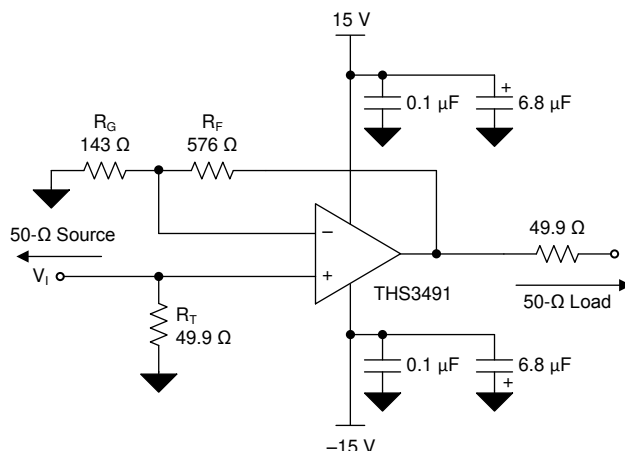 15 V
+
0.1 µF
6.8 µF
R_G
143 Ω
R_F
576 Ω
50-Ω Source
V_I
−
+
THS3491
49.9 Ω
50-Ω Load
R_T
49.9 Ω
0.1 µF
6.8 µF
+
–15 V